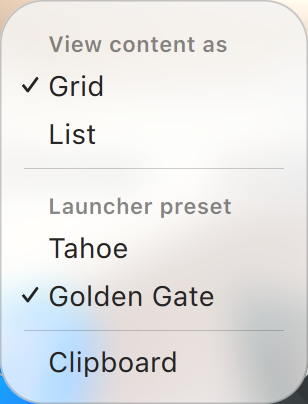 View content as
Grid
List
Launcher preset
Tahoe
Golden Gate
Clipboard